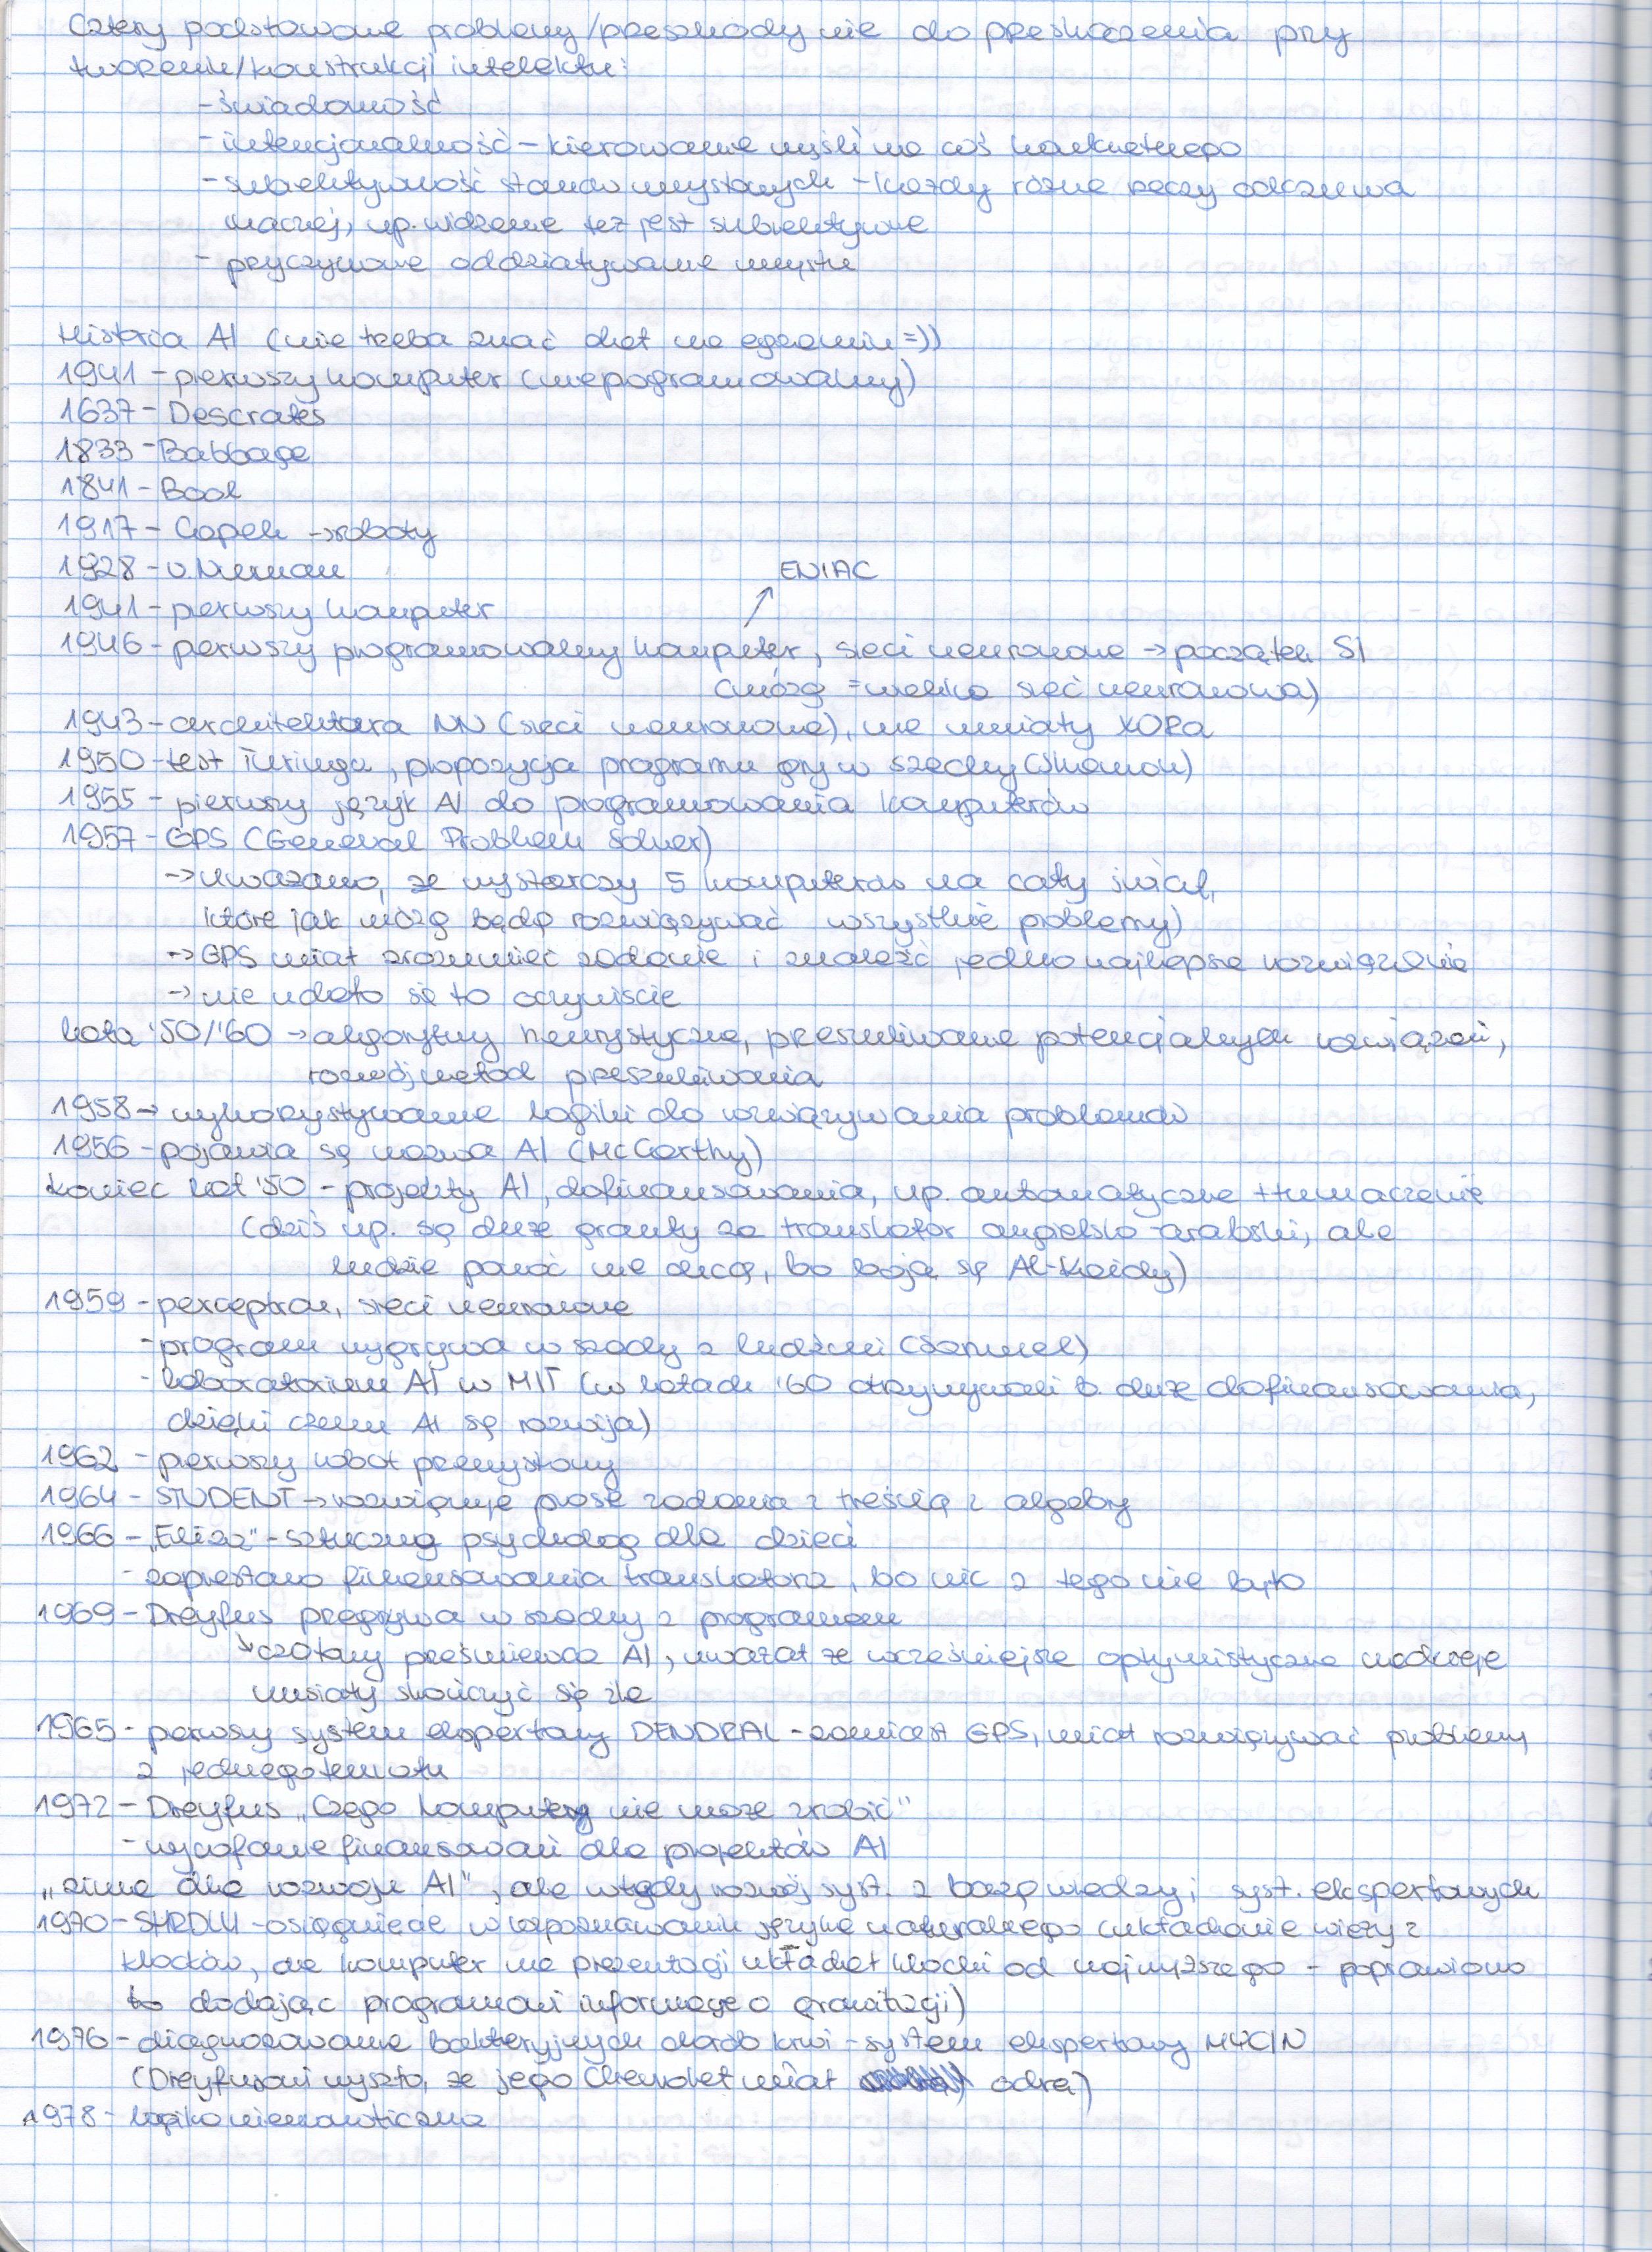 Cztery podstawowe problemy/przeszkody nie do przeskoczenia przy
tworzeniu/konstrukcji intelektu:
- świadomość
- intencjonalność – kierowanie myśli na coś konkretnego
- subiektywność stanów umysłowych – każdy różne rzeczy odczuwa
inaczej, np. widzenie też jest subiektywne
- przyczynowe oddziaływanie umysłu
Historia AI (nie trzeba znać dat na egzamin =))
1941 – pierwszy komputer (nieprogramowalny)
1637 – Descrates
1833 – Babbage
1841 – Bool
1917 – Capek → roboty
1928 – v. Neuman
ENIAC
1941 – pierwszy komputer
1946 – pierwszy programowalny komputer, sieci neuronowe → początek SI
(mózg = wielka sieć neuronowa)
1943 – architektura NN (sieci neuronowe), nie umiały XORa
1950 – test Turinga, propozycja programu gry w szachy (Shannon)
1955 – pierwszy język AI do programowania komputerów
1957 – GPS (General Problem Solver)
→ uważano, że wystarczy 5 komputerów na cały świat,
które jak mózg będą rozwiązywać wszystkie problemy)
→ GPS miał zrozumieć zadanie i znaleźć jedno najlepsze rozwiązanie
→ nie udało się to oczywiście
lata '50/'60 → algorytmy heurystyczne, przeszukiwanie potencjalnych rozwiązań,
rozwój metod przeszukiwania
1958 → wykorzystywanie logiki do rozwiązywania problemów
1956 – pojawia się nazwa AI (McCarthy)
koniec lat '50 – projekty AI, dofinansowania, np. automatyczne tłumaczenie
(dziś np. są duże granty za translator angielsko-arabski, ale
ludzie pomóc nie chcą, bo boją się Al-Kaidy)
1959 – perceptron, sieci neuronowe
- program wygrywa w szachy z ludźmi (Samuel)
- laboratorium AI w MIT (w latach '60 otrzymywali b. duże dofinansowania,
dzięki czemu AI się rozwija)
1962 – pierwszy robot przemysłowy
1964 – STUDENT → rozwiązuje proste zadania z treścią z algebry
1966 – „Eliza" – sztuczny psycholog dla dzieci
- zaprzestano finansowania translatora, bo nic z tego nie było
1969 – Dreyfus przegrywa w szachy z programem
↘ czołowy prześmiewca AI, uważał że wcześniejsze optymistyczne nadzieje
musiały skończyć się źle
1965 – pierwszy system ekspertowy DENDRAL – zamiast GPS, miał rozwiązywać problemy
z jednego tematu
1972 – Dreyfus „Czego komputer nie może zrobić"
- wycofanie finansowań dla projektów AI
„zima dla rozwoju AI", ale wtedy rozwój syst. z bazą wiedzy i syst. ekspertowych
1970 – SHRDLU – osiągnięcie w rozpoznawaniu języka naturalnego (układanie wieży z
klocków, ale komputer na prezentacji układał klocki od najwyższego – poprawiono
to dodając programowi informację o grawitacji)
1976 – diagnozowanie bakteryjnych chorób krwi – system ekspertowy MYCIN
(Dreyfusowi wyszło, że jego Chevrolet miał odrę)
1978 – logika niemonotoniczna